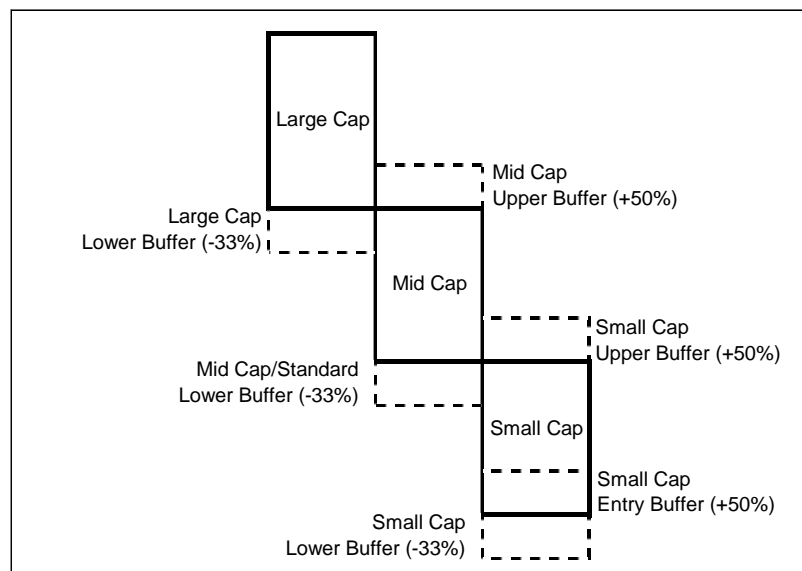 Large Cap
Mid Cap
Upper Buffer (+50%)
Large Cap
Lower Buffer (-33%)
Mid Cap
Small Cap
Upper Buffer (+50%)
Mid Cap/Standard
Lower Buffer (-33%)
Small Cap
Small Cap
Entry Buffer (+50%)
Small Cap
Lower Buffer (-33%)